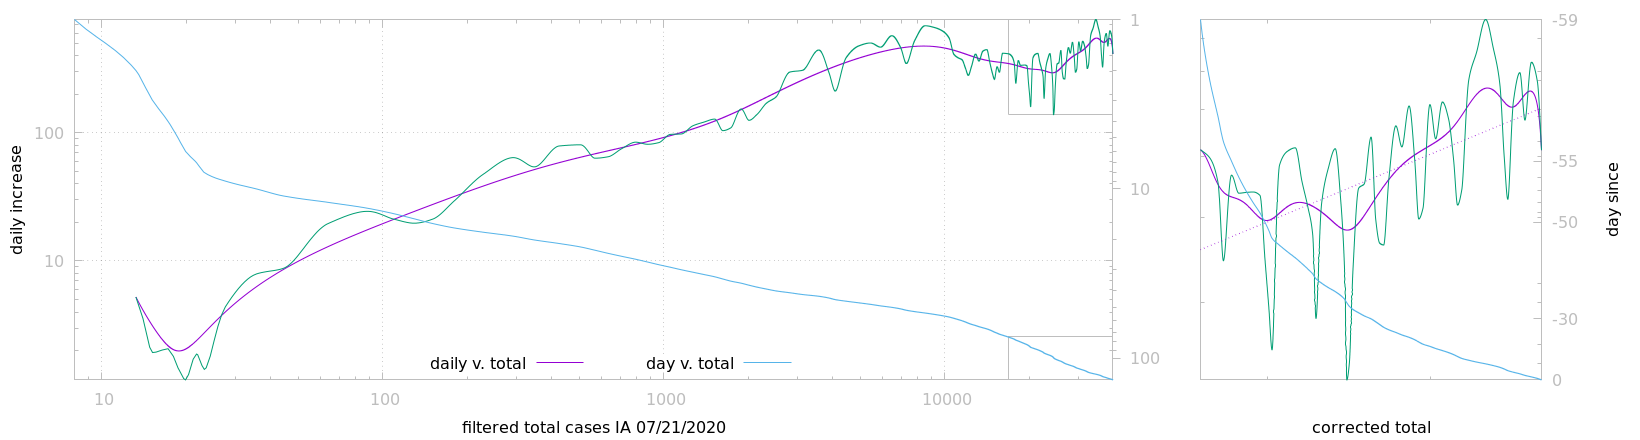 daily increase
100
10
10
100
1000
10000
1
10
100
daily v. total
day v. total
filtered total cases IA 07/21/2020
-59
-55
-50
-30
0
day since
corrected total